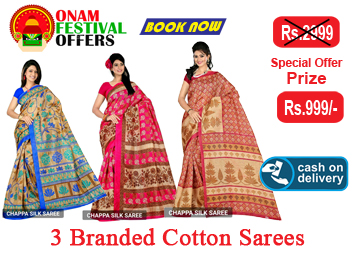 ONAM
FESTIVAL
OFFERS
BOOK NOW
Rs.2999
Special Offer
Prize
Rs.999/-
cash on
delivery
CHAPPA SILK SAREE
CHAPPA SILK SAREE
CHAPPA SILK SAREE
3 Branded Cotton Sarees